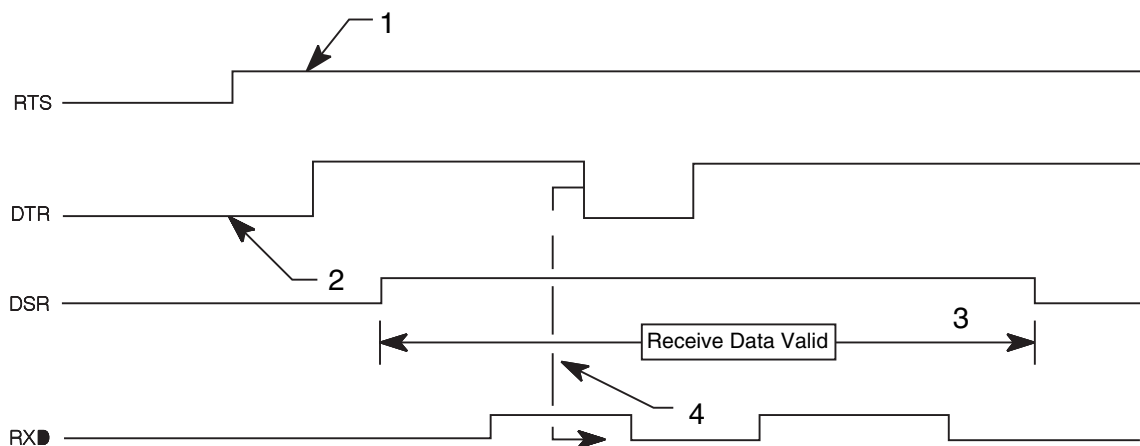 1
RTS
DTR
2
DSR
3
Receive Data Valid
4
RXD